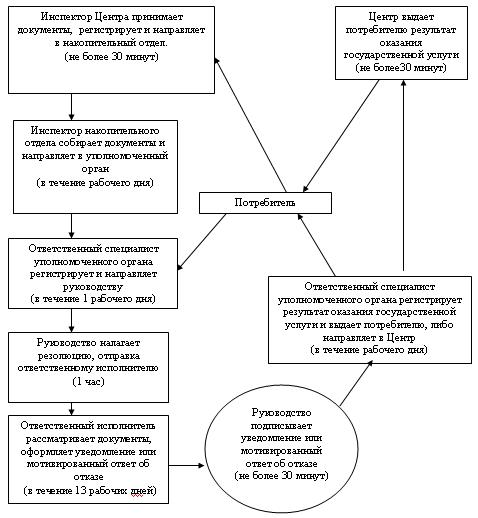 Инспектор Центра принимает
документы, регистрирует и направляет
в накопительный отдел.
(не более 30 минут)
Центр выдает
потребителю результат
оказания
государственной услуги
(не более30 минут)
Инспектор накопительного
отдела собирает документы и
направляет в уполномоченный
орган
(в течение рабочего дня)
Потребитель
Ответственный специалист
уполномоченного органа
регистрирует и направляет
руководству
(в течение 1 рабочего дня)
Ответственный специалист
уполномоченного органа регистрирует
результат оказания государственной
услуги и выдает потребителю, либо
направляет в Центр
(в течение рабочего дня)
Руководство налагает
резолюцию, отправка
ответственному исполнителю
(1 час)
Ответственный исполнитель
рассматривает документы,
оформляет уведомление или
мотивированный ответ об
отказе
(в течение 13 рабочих дней)
Руководство
подписывает
уведомление или
мотивированный
ответ об отказе
(не более 30 минут)